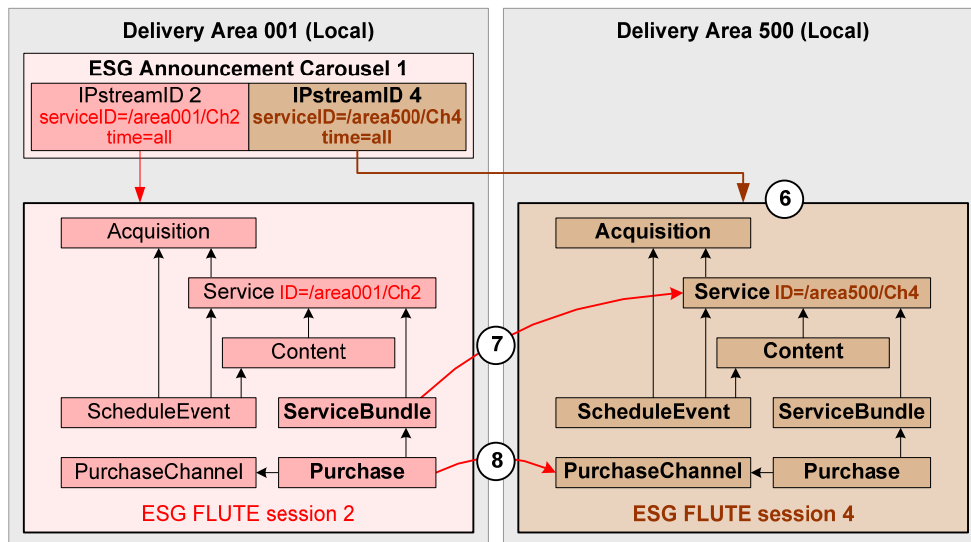 Delivery Area 001 (Local)
ESG Announcement Carousel 1
IPstreamID 2
serviceID=/area001/Ch2
time=all
IPstreamID 4
serviceID=/area500/Ch4
time=all
Acquisition
Service ID=/area001/Ch2
Content
ScheduleEvent
ServiceBundle
PurchaseChannel
Purchase
ESG FLUTE session 2
7
8
Delivery Area 500 (Local)
6
Acquisition
Service ID=/area500/Ch4
Content
ScheduleEvent
ServiceBundle
PurchaseChannel
Purchase
ESG FLUTE session 4